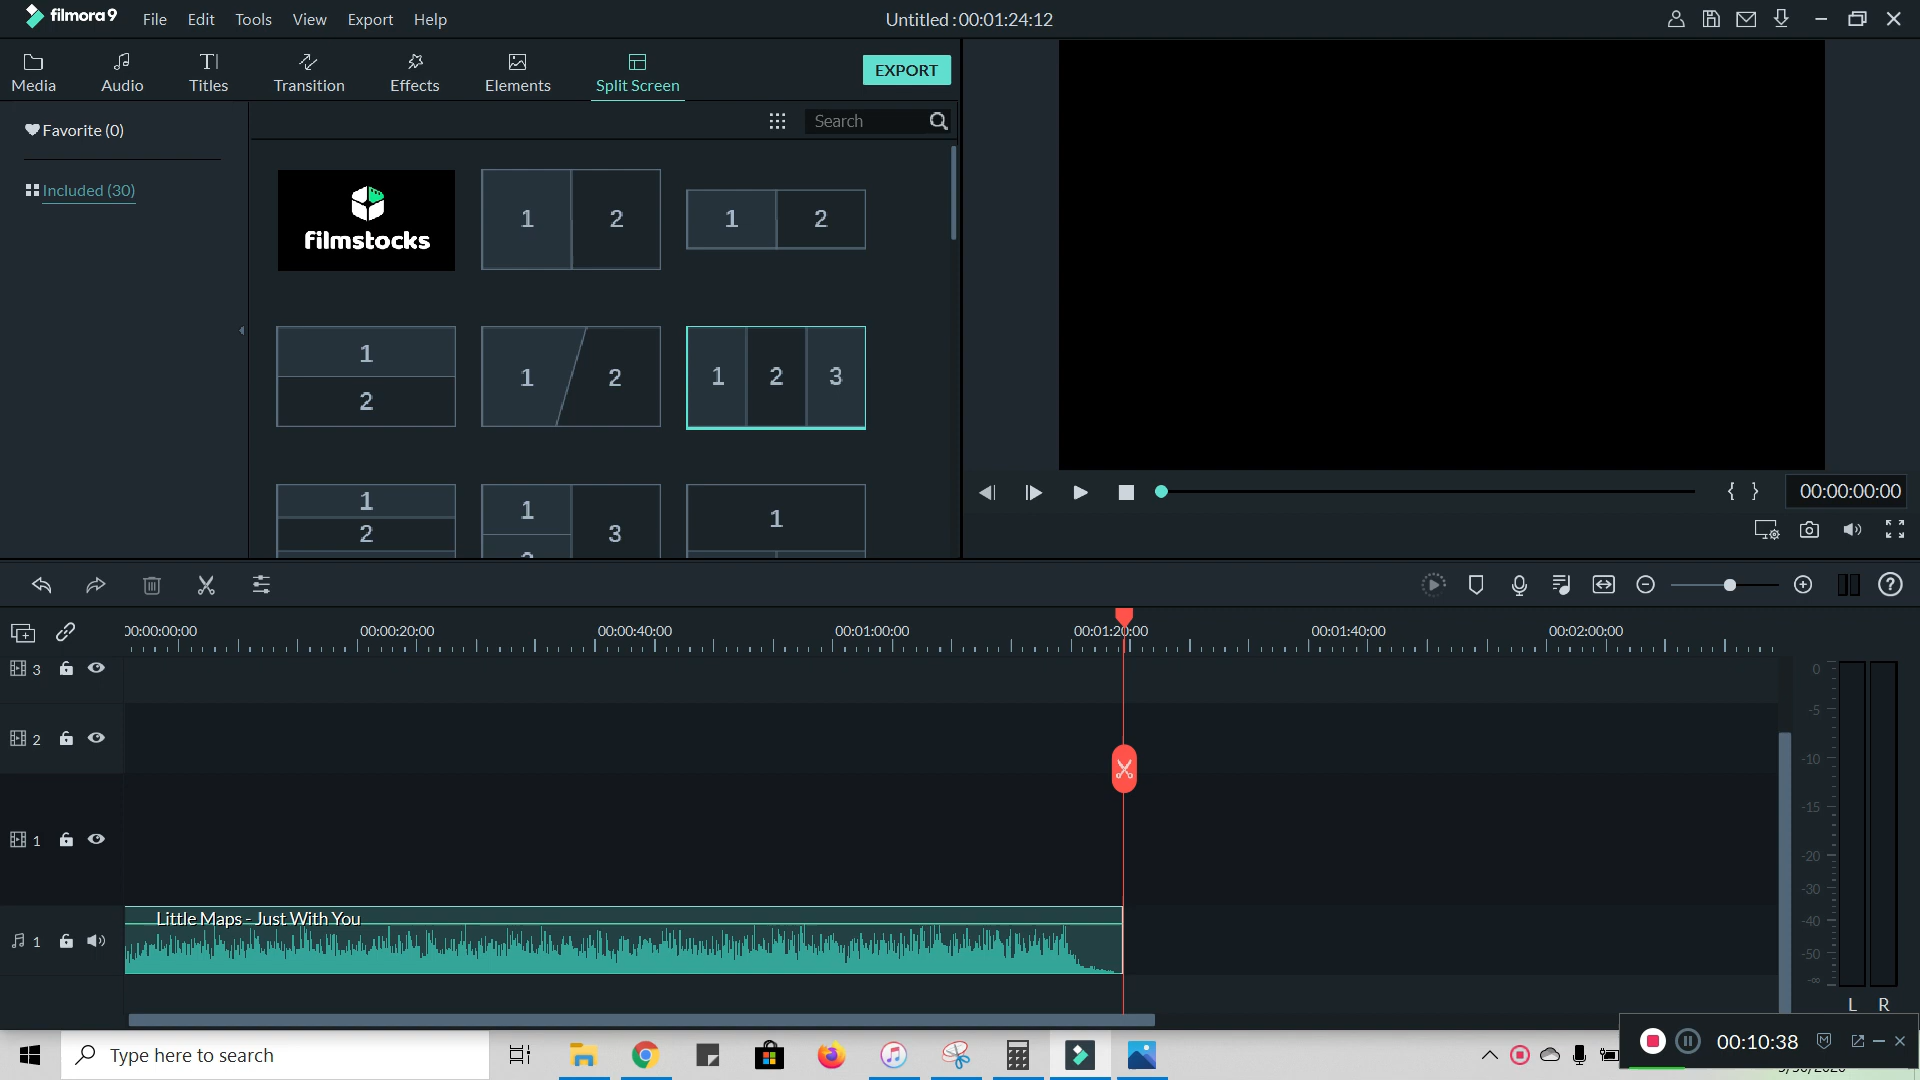 filmora9 File Edit Tools View Export Help Untitled : 00:01:24:12
Media Audio Titles Transition Effects Elements Split Screen EXPORT
Favorite (0)
Search
Included (30)
filmstocks
1 2
1 2
1
2
1 2
1 2 3
1
2
1
3
1
00:00:00:00
00:00:00:00 00:00:20:00 00:00:40:00 00:01:00:00 00:01:20:00 00:01:40:00 00:02:00:00
3
2
1
Little Maps - Just With You
1
0
-5
-10
-15
-20
-30
-40
-50
-∞
L R
Type here to search
00:10:38